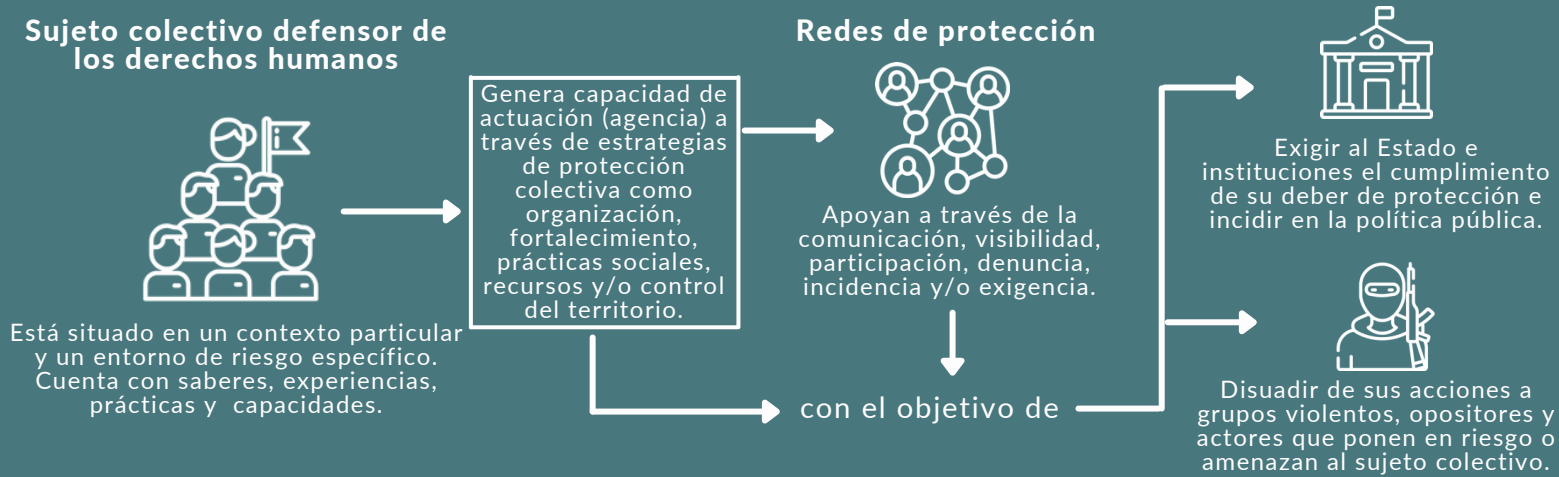 Sujeto colectivo defensor de
los derechos humanos
Está situado en un contexto particular
y un entorno de riesgo específico.
Cuenta con saberes, experiencias,
prácticas y capacidades.
Genera capacidad de
actuación (agencia) a
través de estrategias
de protección
colectiva como
organización,
fortalecimiento,
prácticas sociales,
recursos y/o control
del territorio.
Redes de protección
Apoyan a través de la
comunicación, visibilidad,
participación, denuncia,
incidencia y/o exigencia.
con el objetivo de
Exigir al Estado e
instituciones el cumplimiento
de su deber de protección e
incidir en la política pública.
Disuadir de sus acciones a
grupos violentos, opositores y
actores que ponen en riesgo o
amenazan al sujeto colectivo.